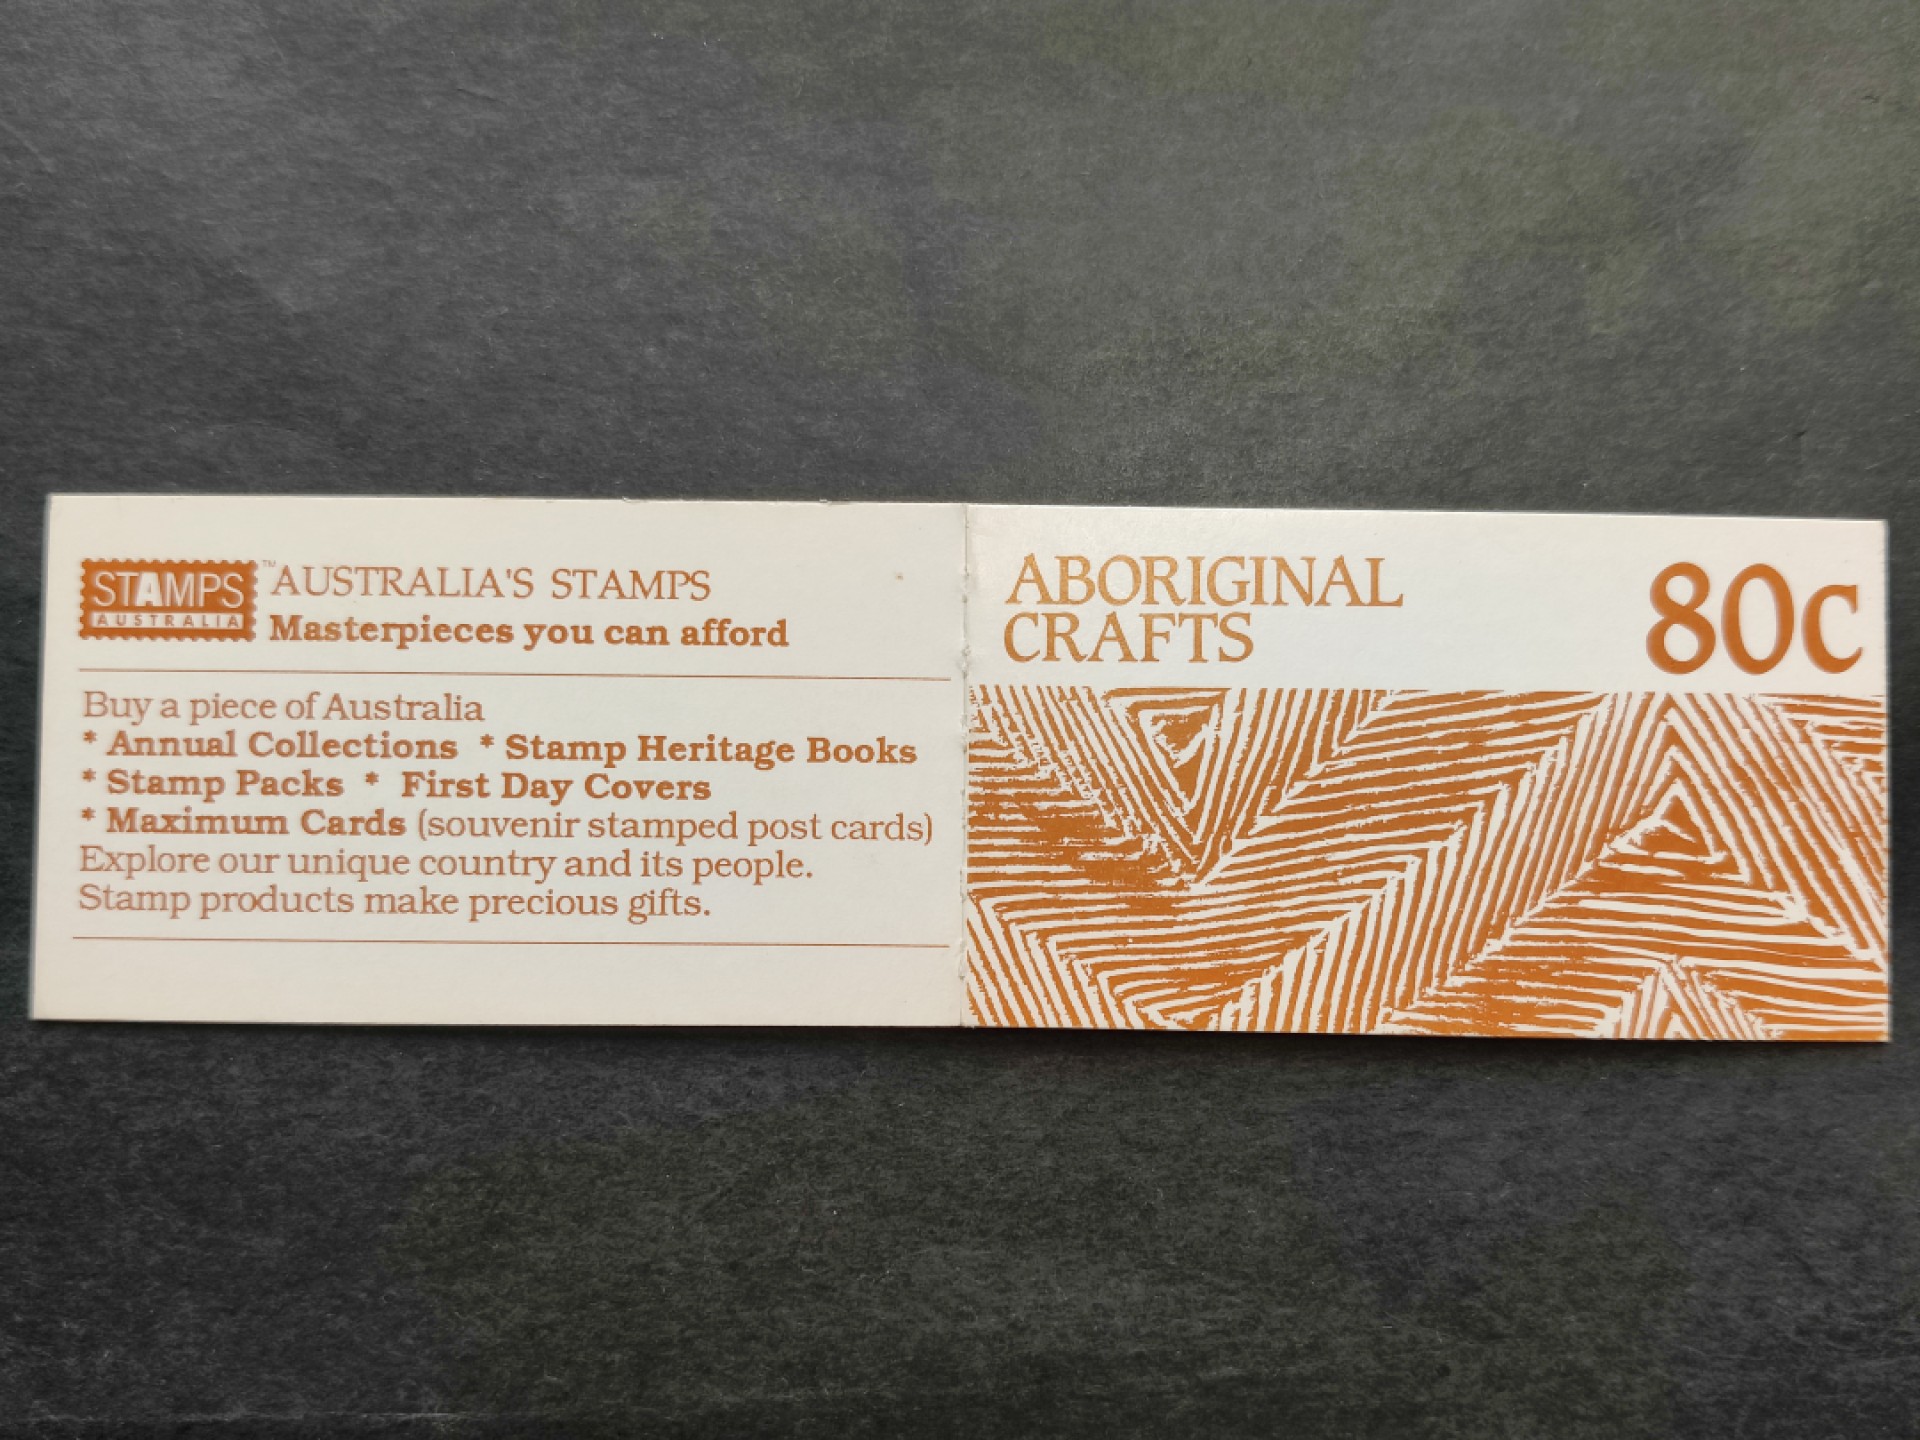 STAMPS
AUSTRALIA
™
AUSTRALIA'S STAMPS
Masterpieces you can afford
Buy a piece of Australia
* Annual Collections * Stamp Heritage Books
* Stamp Packs * First Day Covers
* Maximum Cards (souvenir stamped post cards)
Explore our unique country and its people.
Stamp products make precious gifts.
ABORIGINAL
CRAFTS
80c